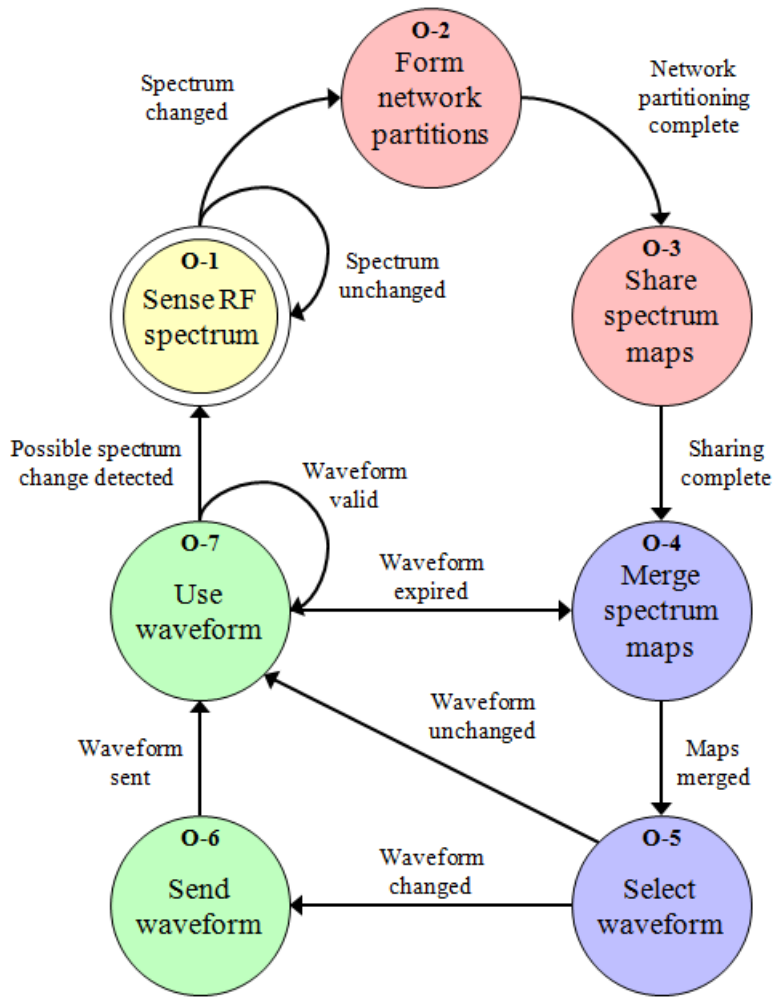 O-2
Form
network
partitions
Spectrum
changed
Network
partitioning
complete
O-1
Sense RF
spectrum
Spectrum
unchanged
O-3
Share
spectrum
maps
Possible spectrum
change detected
Waveform
valid
Sharing
complete
O-7
Use
waveform
Waveform
expired
O-4
Merge
spectrum
maps
Waveform
unchanged
Waveform
sent
Maps
merged
O-6
Send
waveform
Waveform
changed
O-5
Select
waveform